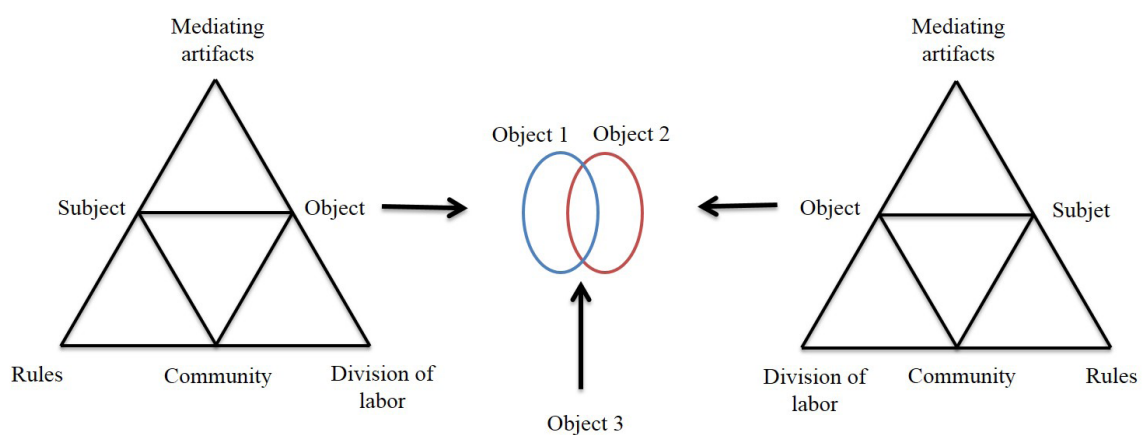 Mediating
artifacts
Mediating
artifacts
Object 1
Object 2
Subject
Object
Object
Subjet
Rules
Community
Division of
labor
Division of
labor
Community
Rules
Object 3